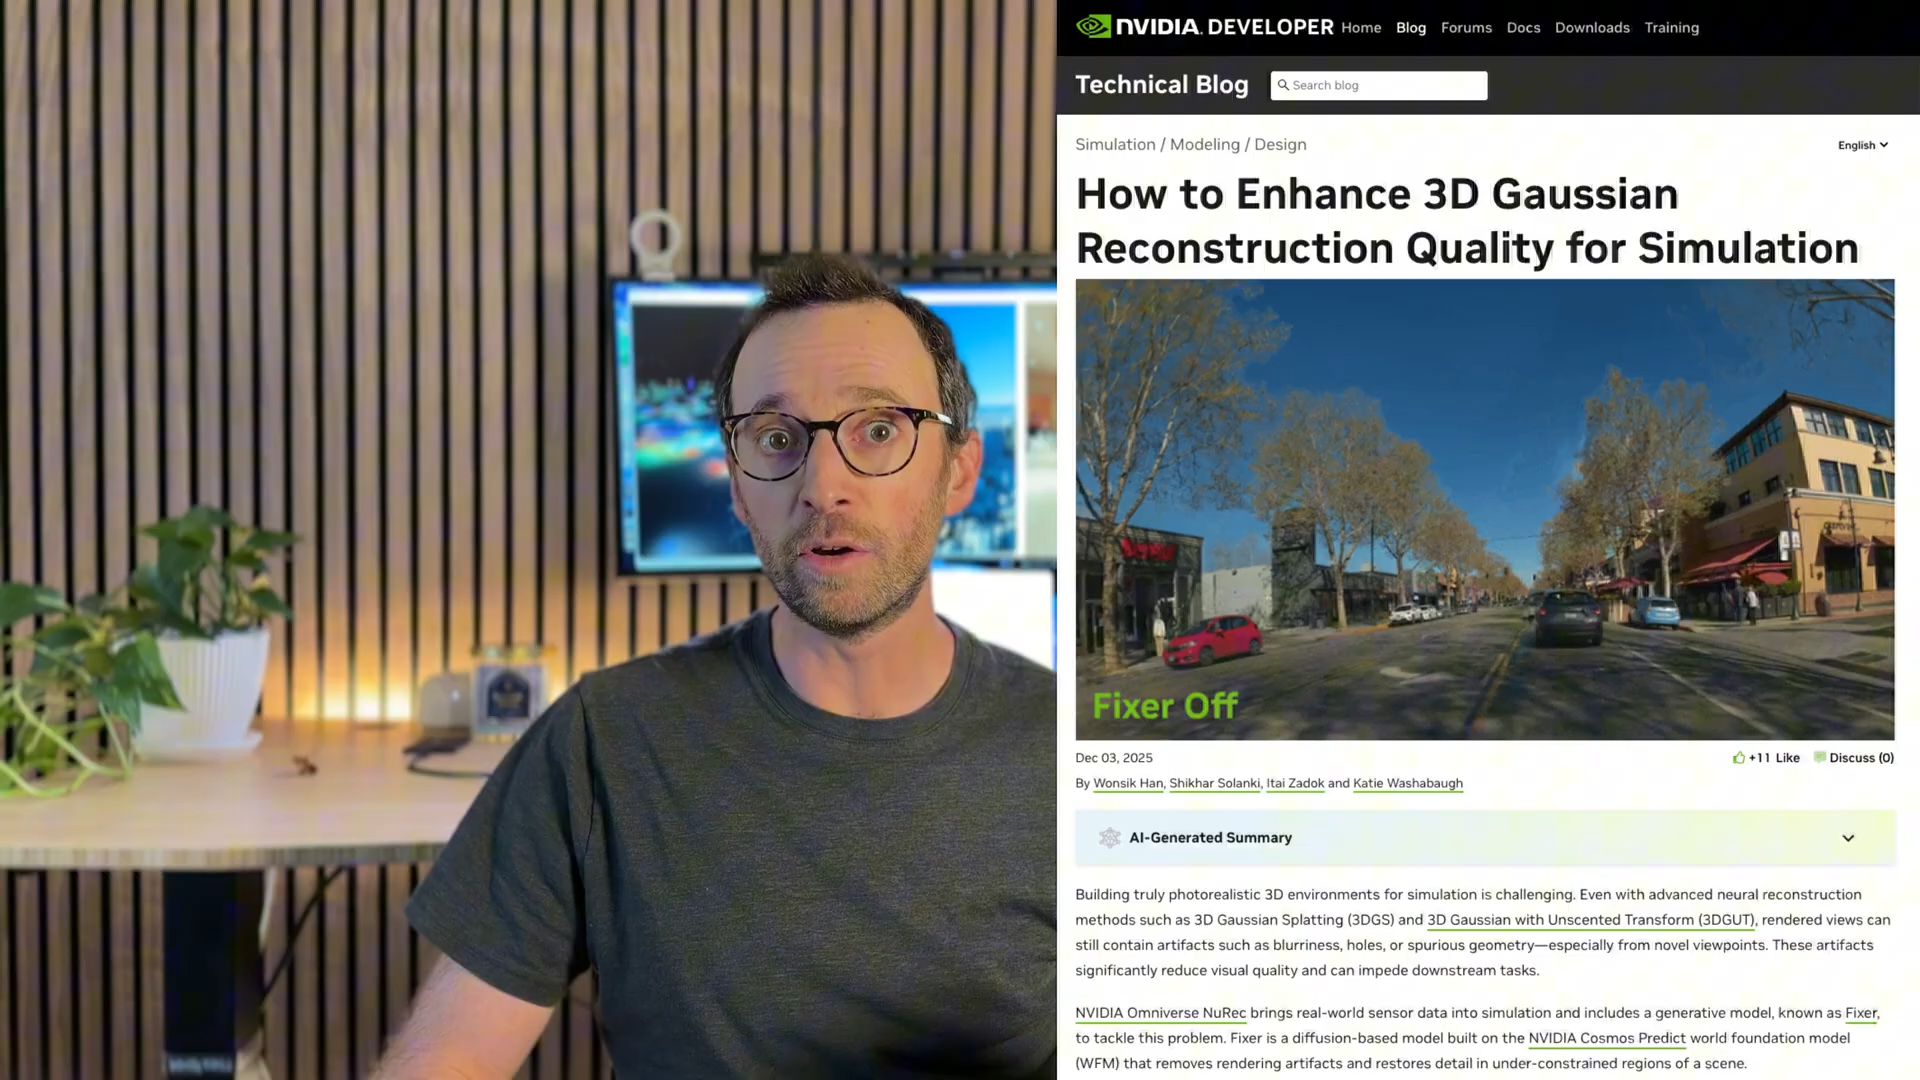 NVIDIA. DEVELOPER Home Blog Forums Docs Downloads Training
Technical Blog Search blog
Simulation / Modeling / Design English
How to Enhance 3D Gaussian
Reconstruction Quality for Simulation
Fixer Off
Dec 03, 2025 +11 Like Discuss (0)
By Wonsik Han, Shikhar Solanki, Itai Zadok and Katie Washabaugh
AI-Generated Summary
Building truly photorealistic 3D environments for simulation is challenging. Even with advanced neural reconstruction
methods such as 3D Gaussian Splatting (3DGS) and 3D Gaussian with Unscented Transform (3DGUT), rendered views can
still contain artifacts such as blurriness, holes, or spurious geometry—especially from novel viewpoints. These artifacts
significantly reduce visual quality and can impede downstream tasks.
NVIDIA Omniverse NuRec brings real-world sensor data into simulation and includes a generative model, known as Fixer,
to tackle this problem. Fixer is a diffusion-based model built on the NVIDIA Cosmos Predict world foundation model
(WFM) that removes rendering artifacts and restores detail in under-constrained regions of a scene.